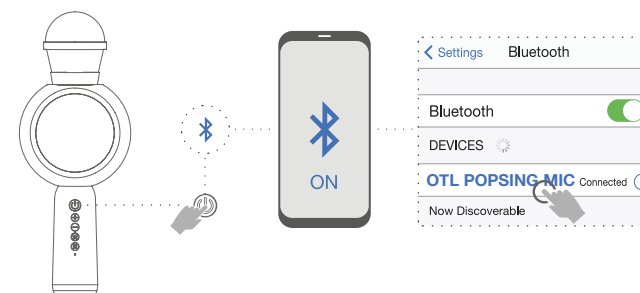 ON
Settings Bluetooth
Bluetooth
DEVICES
OTL POPSING MIC Connected
Now Discoverable